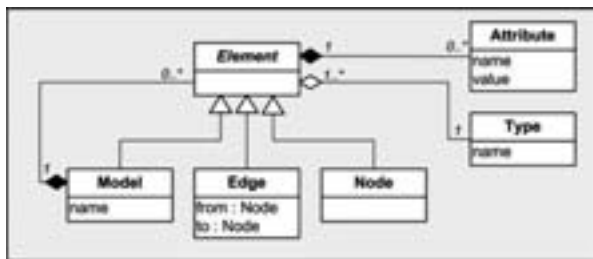 Element
1
0..*
Attribute
name
value
0..*
1..*
1
Type
name
1
Model
name
Edge
from : Node
to : Node
Node